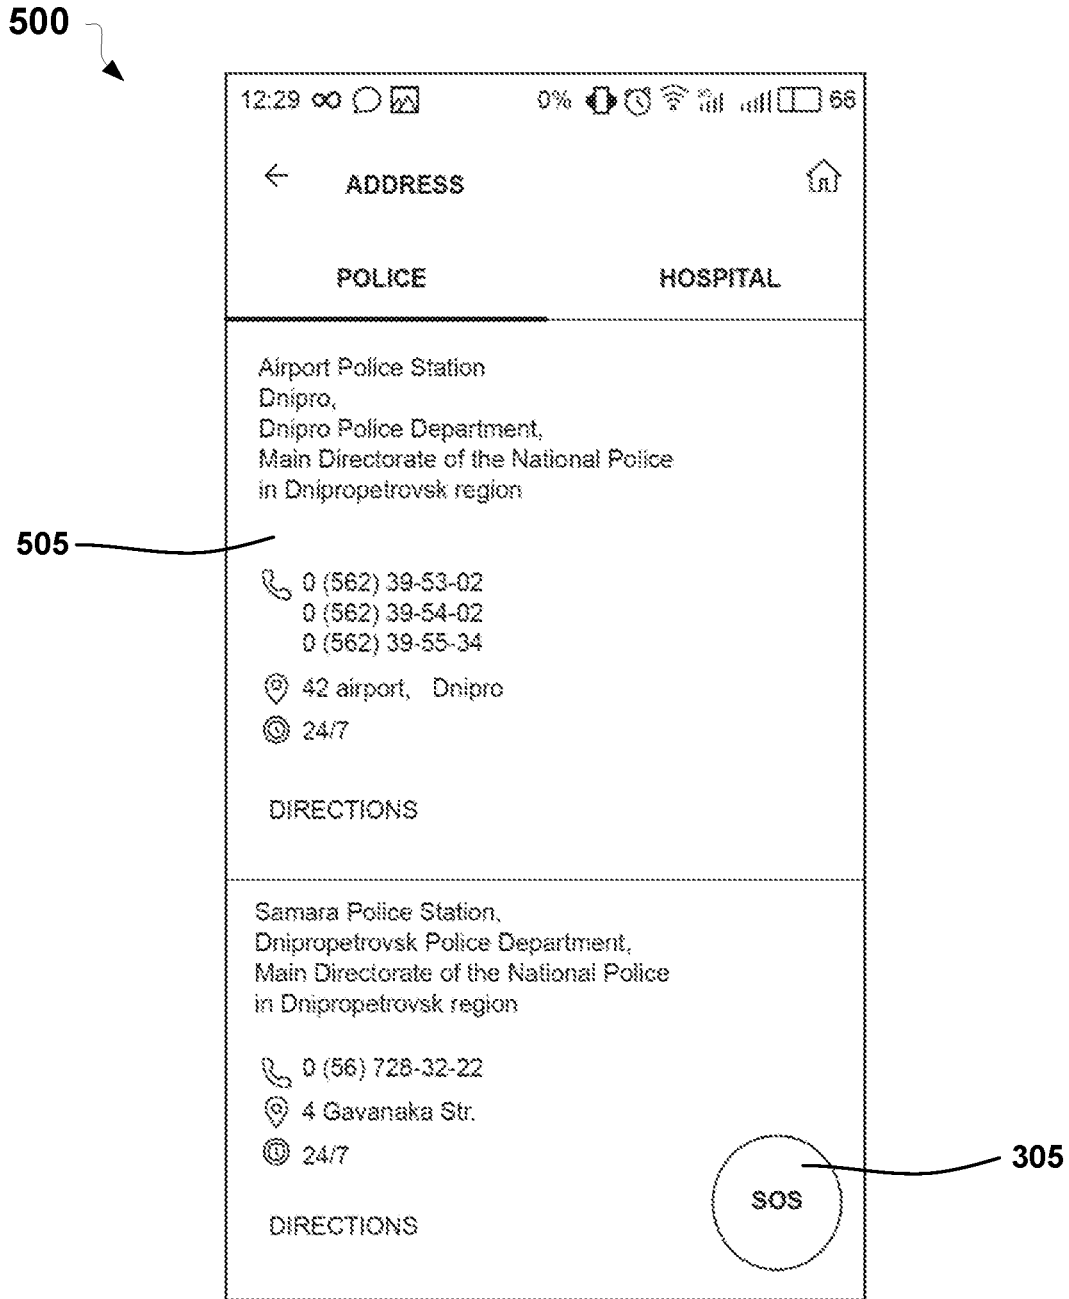 500
12:29 0% 66
ADDRESS
POLICE HOSPITAL
Airport Police Station
Dnipro,
Dnipro Police Department,
Main Directorate of the National Police
in Dnipropetrovsk region
505
0 (562) 39-53-02
0 (562) 39-54-02
0 (562) 39-55-34
42 airport, Dnipro
24/7
DIRECTIONS
Samara Police Station,
Dnipropetrovsk Police Department,
Main Directorate of the National Police
in Dnipropetrovsk region
0 (56) 728-32-22
4 Gavanaka Str.
24/7
305
SOS
DIRECTIONS